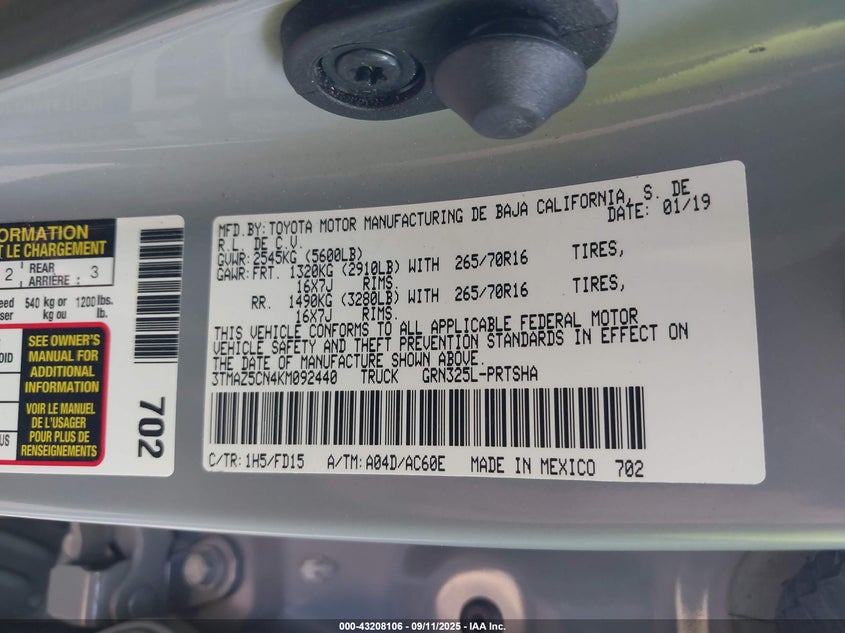 ORMATION
T LE CHARGEMENT
2 REAR ARRIÈRE : 3
eed 540 kg or 1200 lbs.
ser kg ou lb.
OID
US
SEE OWNER'S
MANUAL FOR
ADDITIONAL
INFORMATION
VOIR LE MANUEL
DE L'USAGER
POUR PLUS DE
RENSEIGNEMENTS
702
MFD.BY: TOYOTA MOTOR MANUFACTURING DE BAJA CALIFORNIA, S. DE
R.L. DE C.V. DATE: 01/19
GVWR: 2545KG (5600LB)
GAWR: FRT. 1320KG (2910LB) WITH 265/70R16 TIRES,
16X7J RIMS.
RR. 1490KG (3280LB) WITH 265/70R16 TIRES,
16X7J RIMS.
THIS VEHICLE CONFORMS TO ALL APPLICABLE FEDERAL MOTOR
VEHICLE SAFETY AND THEFT PREVENTION STANDARDS IN EFFECT ON
THE DATE OF MANUFACTURE SHOWN ABOVE.
3TMAZ5CN4KM092440 TRUCK GRN325L-PRTSHA
C/TR: 1H5/FD15 A/TM: A04D/AC60E MADE IN MEXICO 702
000-43208106 - 09/11/2025 - IAA Inc.